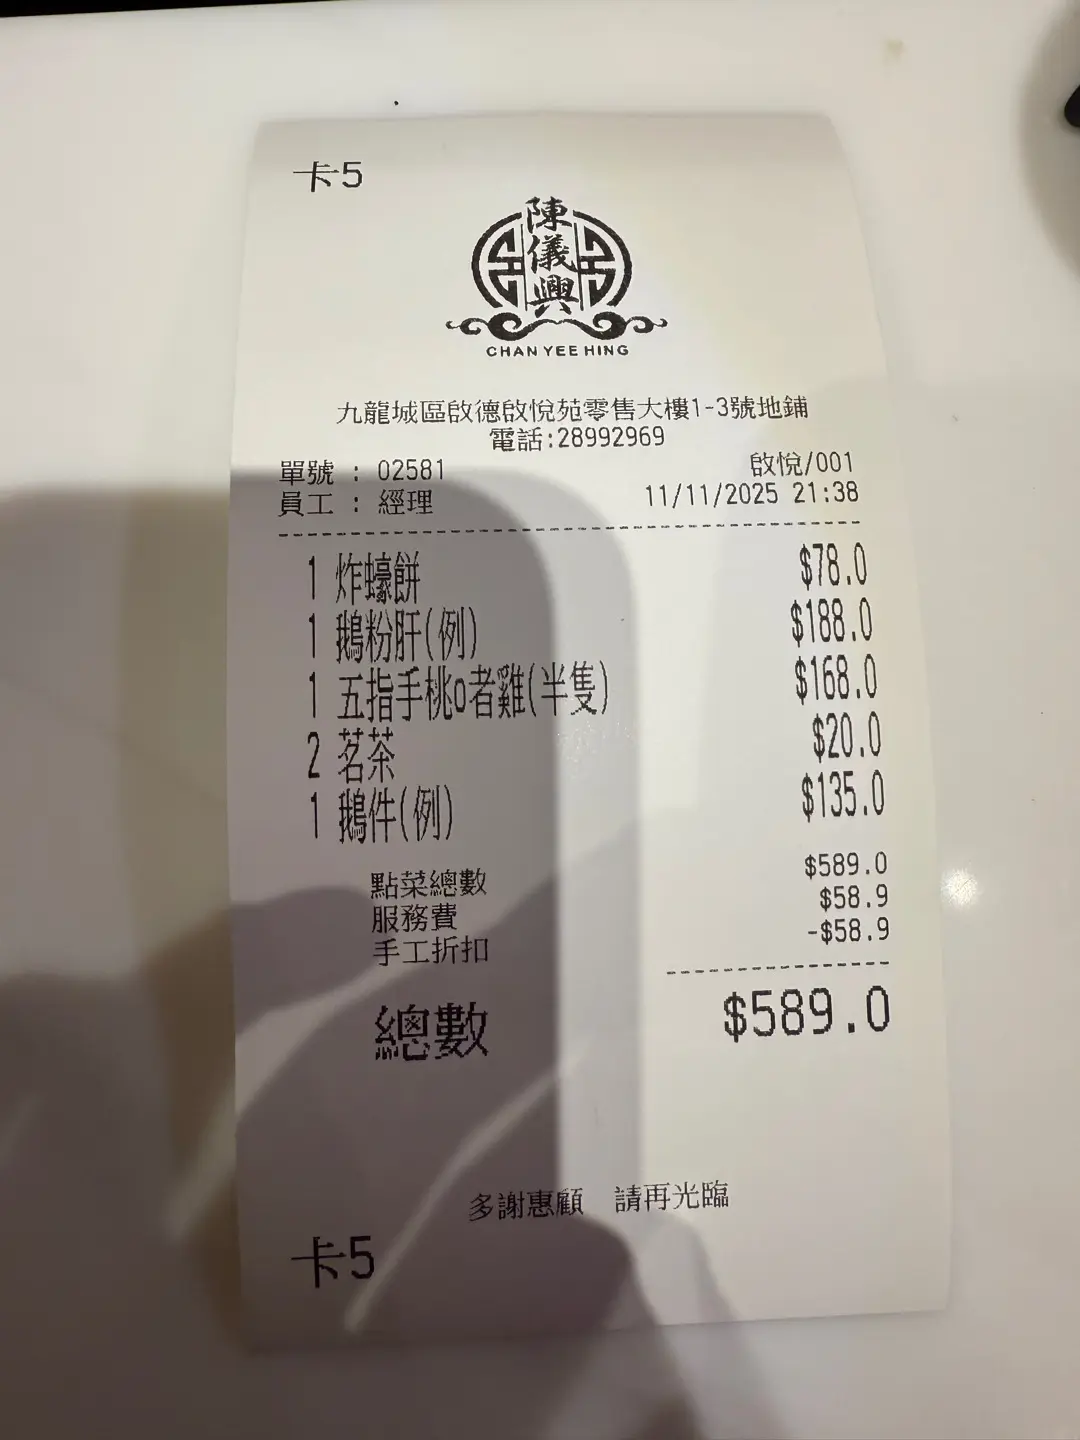 卡5
陳儀興
CHAN YEE HING
九龍城區啟德啟悅苑零售大樓1-3號地鋪
電話:28992969
單號 : 02581 啟悅/001
員工 : 經理 11/11/2025 21:38
1 炸蠔餅 $78.0
1 鵝粉肝(例) $188.0
1 五指手桃o者雞(半隻) $168.0
2 茗茶 $20.0
1 鵝件(例) $135.0
點菜總數 $589.0
服務費 $58.9
手工折扣 -$58.9
總數 $589.0
多謝惠顧 請再光臨
卡5